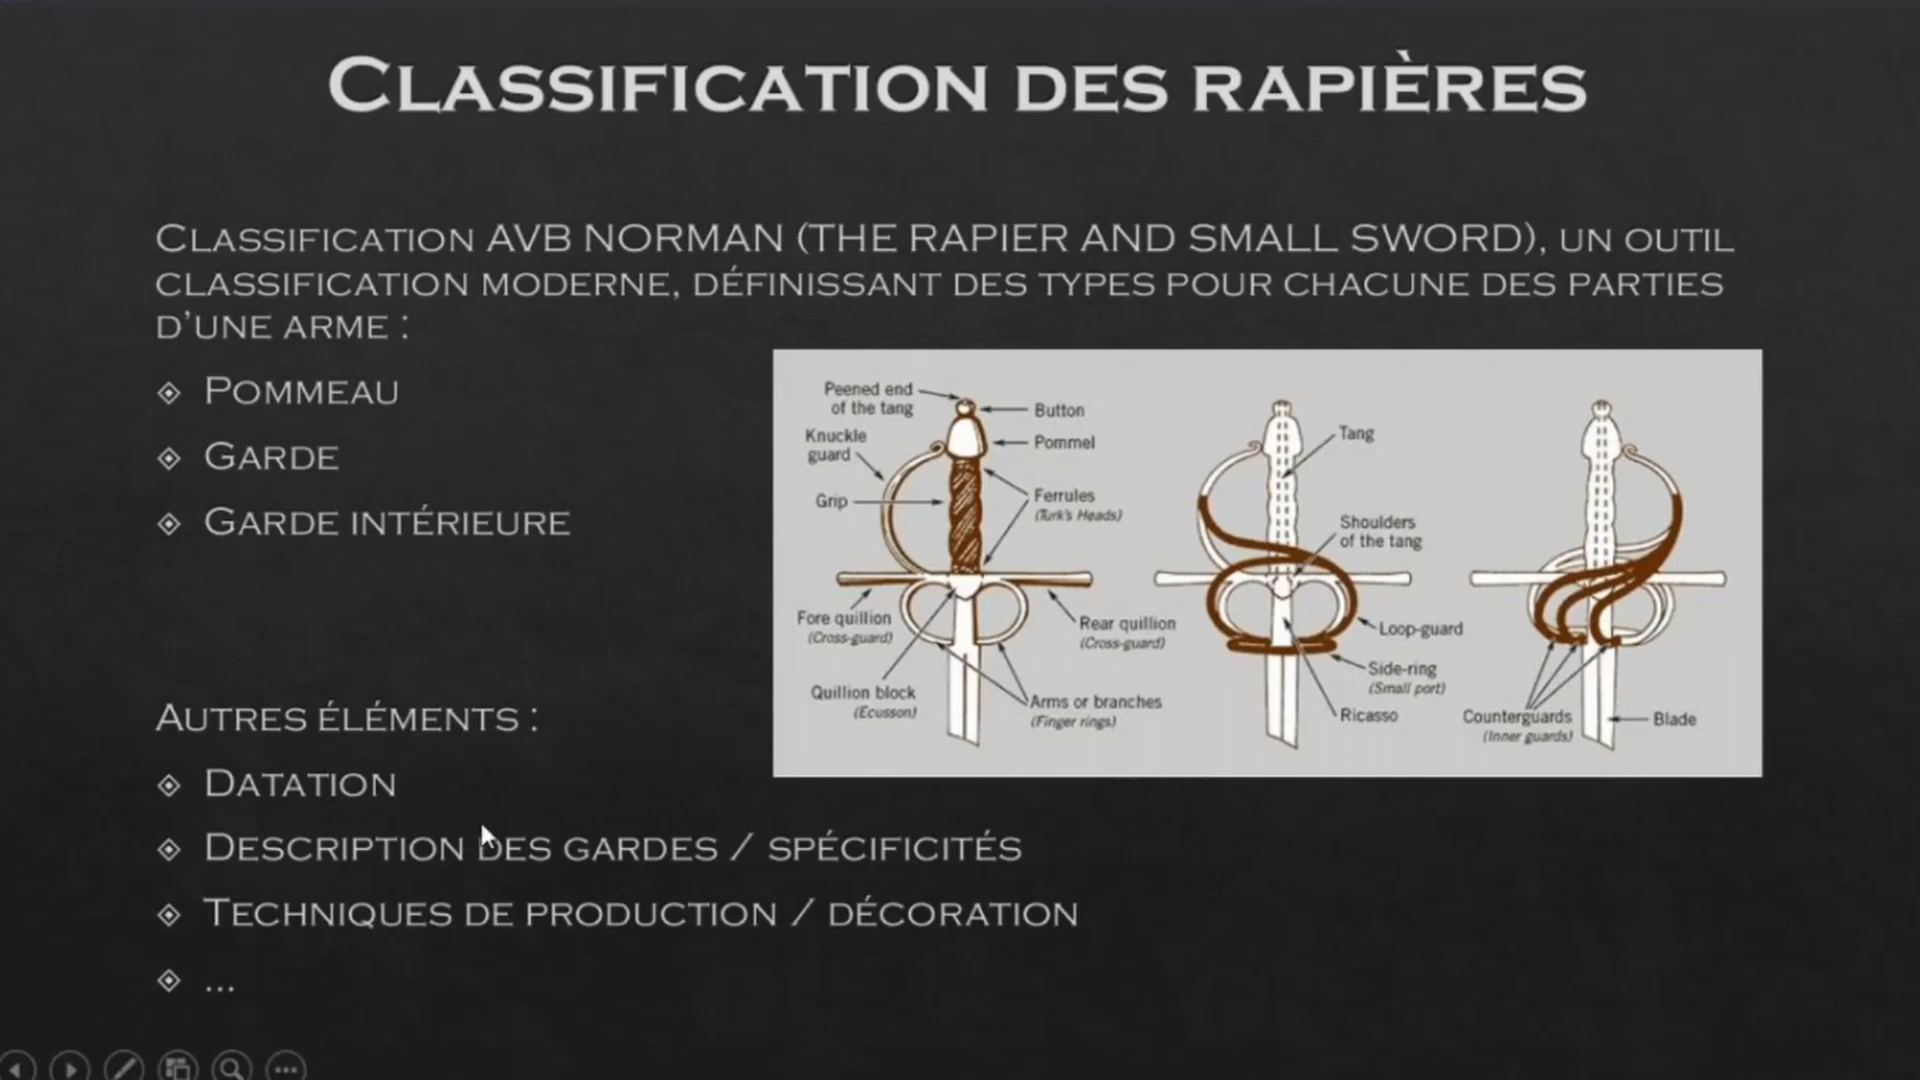 Classification des rapières
Classification AVB NORMAN (THE RAPIER AND SMALL SWORD), un outil
classification moderne, définissant des types pour chacune des parties
d'une arme :
Pommeau
Garde
Garde intérieure
Autres éléments :
Datation
Description des gardes / spécificités
Techniques de production / décoration
...
Peened end
of the tang
Button
Knuckle
guard
Pommel
Grip
Ferrules
(Turk's Heads)
Fore quillion
(Cross-guard)
Rear quillion
(Cross-guard)
Quillion block
(Ecusson)
Arms or branches
(Finger rings)
Tang
Shoulders
of the tang
Loop-guard
Side-ring
(Small port)
Ricasso
Counterguards
(Inner guards)
Blade